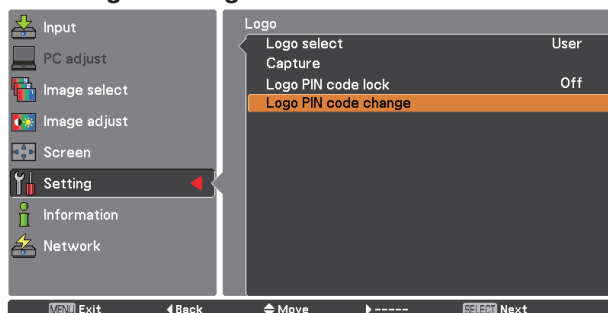 Input
PC adjust
Image select
Image adjust
Screen
Setting
Information
Network
Logo
Logo select User
Capture
Logo PIN code lock Off
Logo PIN code change
MENU Exit Back Move ----- SELECT Next